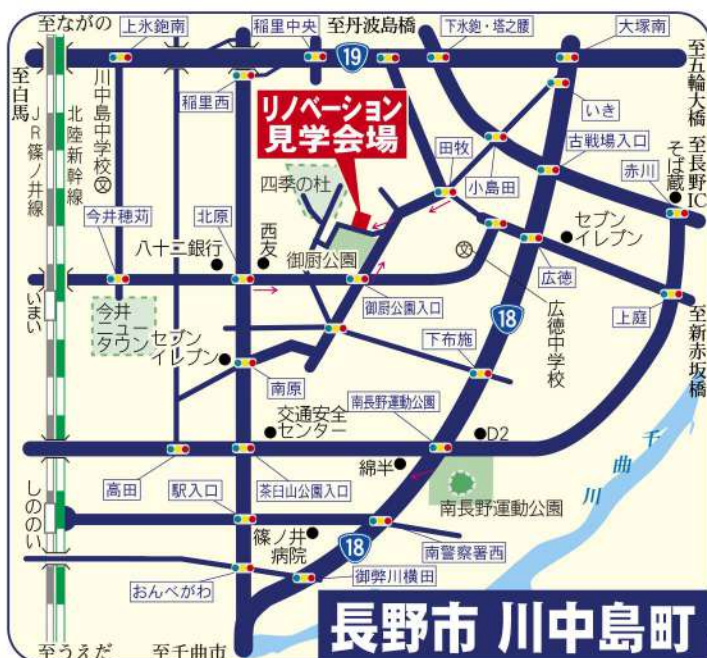 至ながの
上氷鉋南
稲里中央
至丹波島橋
下氷鉋・塔之腰
大塚南
至白馬
19
至五輪大橋
稲里西
いき
JR篠ノ井線
北陸新幹線
川中島中学校
文
リノベーション
見学会場
古戦場入口
至長野IC
そば蔵
赤川
田牧
小島田
四季の杜
今井穂苅
北原
西友
八十二銀行
御厨公園
文
セブン
イレブン
広徳
いまい
御厨公園入口
上庭
今井
ニュー
タウン
18
広徳中学校
至新赤坂橋
セブン
イレブン
下布施
南原
南長野運動公園
交通安全
センター
D2
千曲川
綿半
高田
駅入口
茶臼山公園入口
南長野運動公園
しののい
篠ノ井
病院
18
南警察署西
おんべがわ
御弊川横田
至うえだ
至千曲市
長野市 川中島町